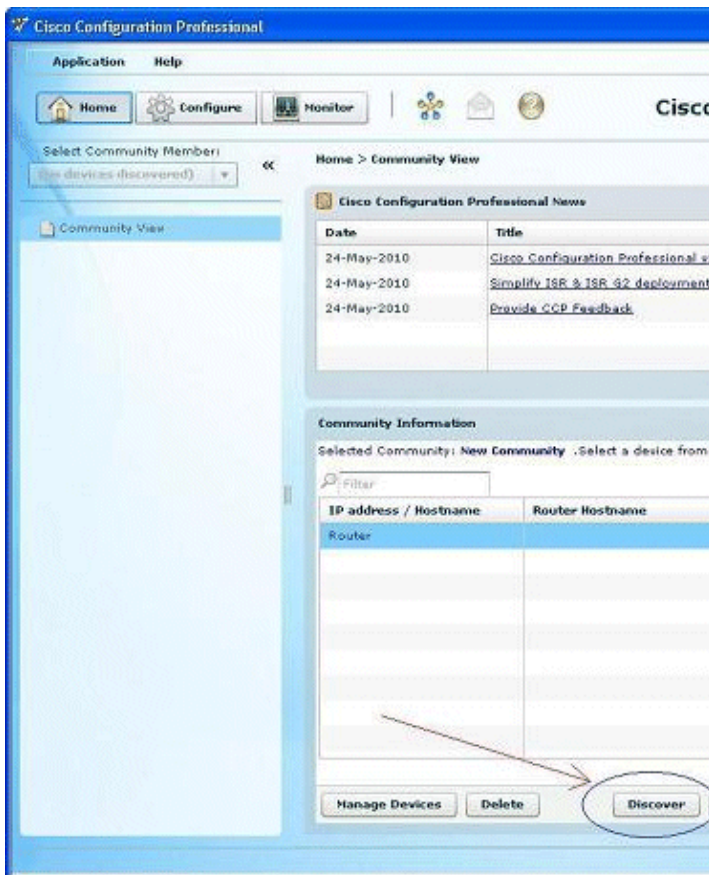 Cisco Configuration Professional
Application Help
Home Configure Monitor
Cisco
Select Community Member:
devices discovered)
Home > Community View
Community View
Cisco Configuration Professional News
Date Title
24-May-2010 Cisco Configuration Professional
24-May-2010 Simplify ISR & ISR G2 deployment
24-May-2010 Provide CCP Feedback
Community Information
Selected Community: New Community .Select a device from
Filter
IP address / Hostname Router Hostname
Router
Manage Devices Delete Discover